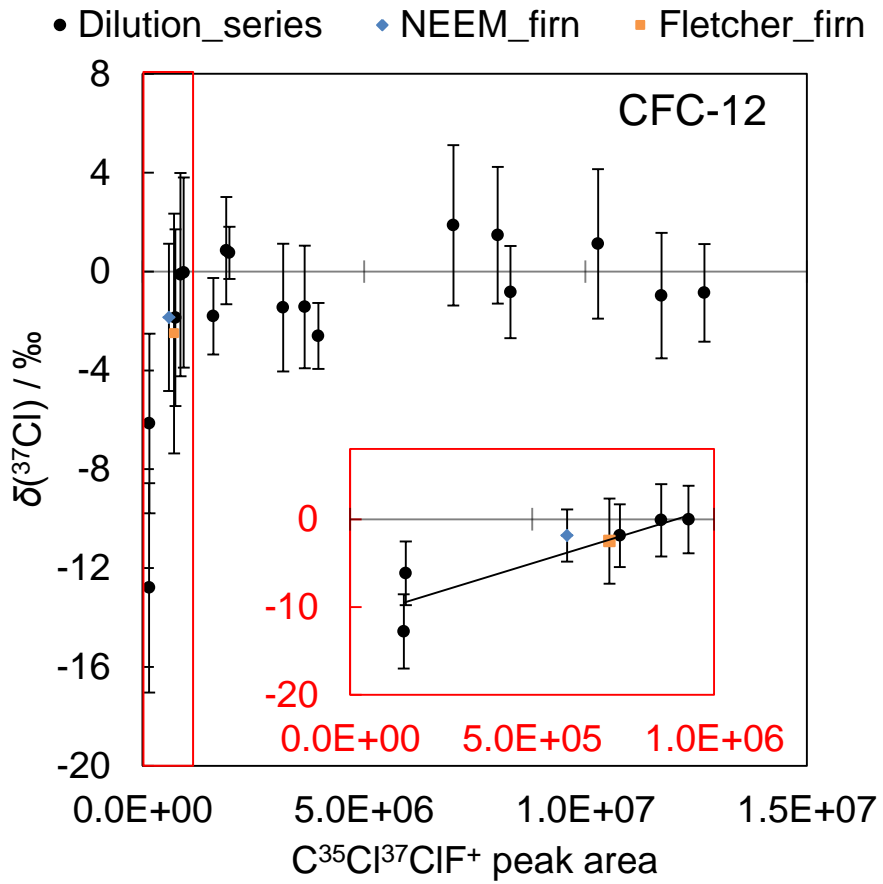 Dilution_series NEEM_firn Fletcher_firn
CFC-12
8
4
0
-4
-8
-12
-16
-20
δ(³⁷Cl) / ‰
0
-10
-20
0.0E+00 5.0E+05 1.0E+06
0.0E+00 5.0E+06 1.0E+07 1.5E+07
C³⁵Cl³⁷ClF⁺ peak area